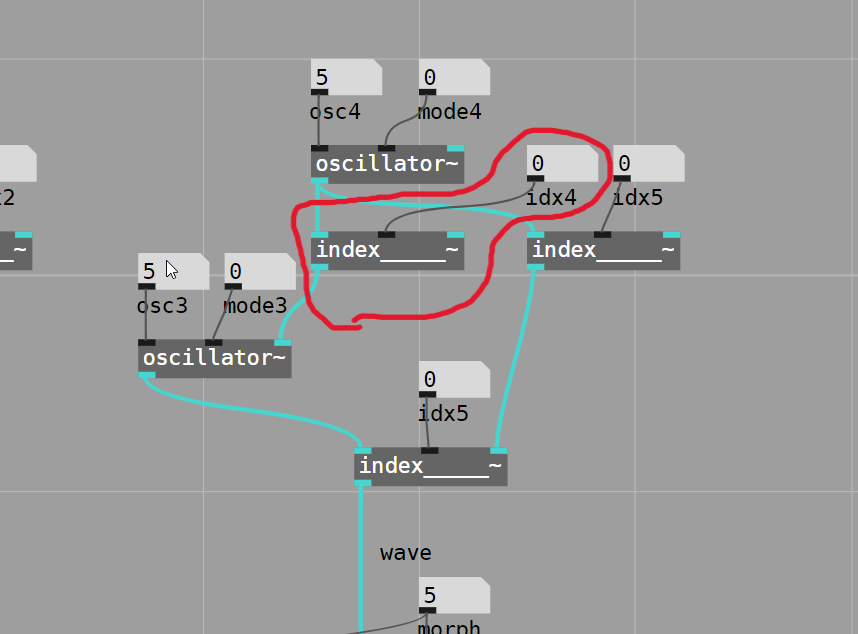 5 0
osc4 mode4
oscillator~ 0 0
idx4 idx5
index_____~ index_____~
5 0
osc3 mode3
oscillator~
0
idx5
index_____~
wave
5
morph